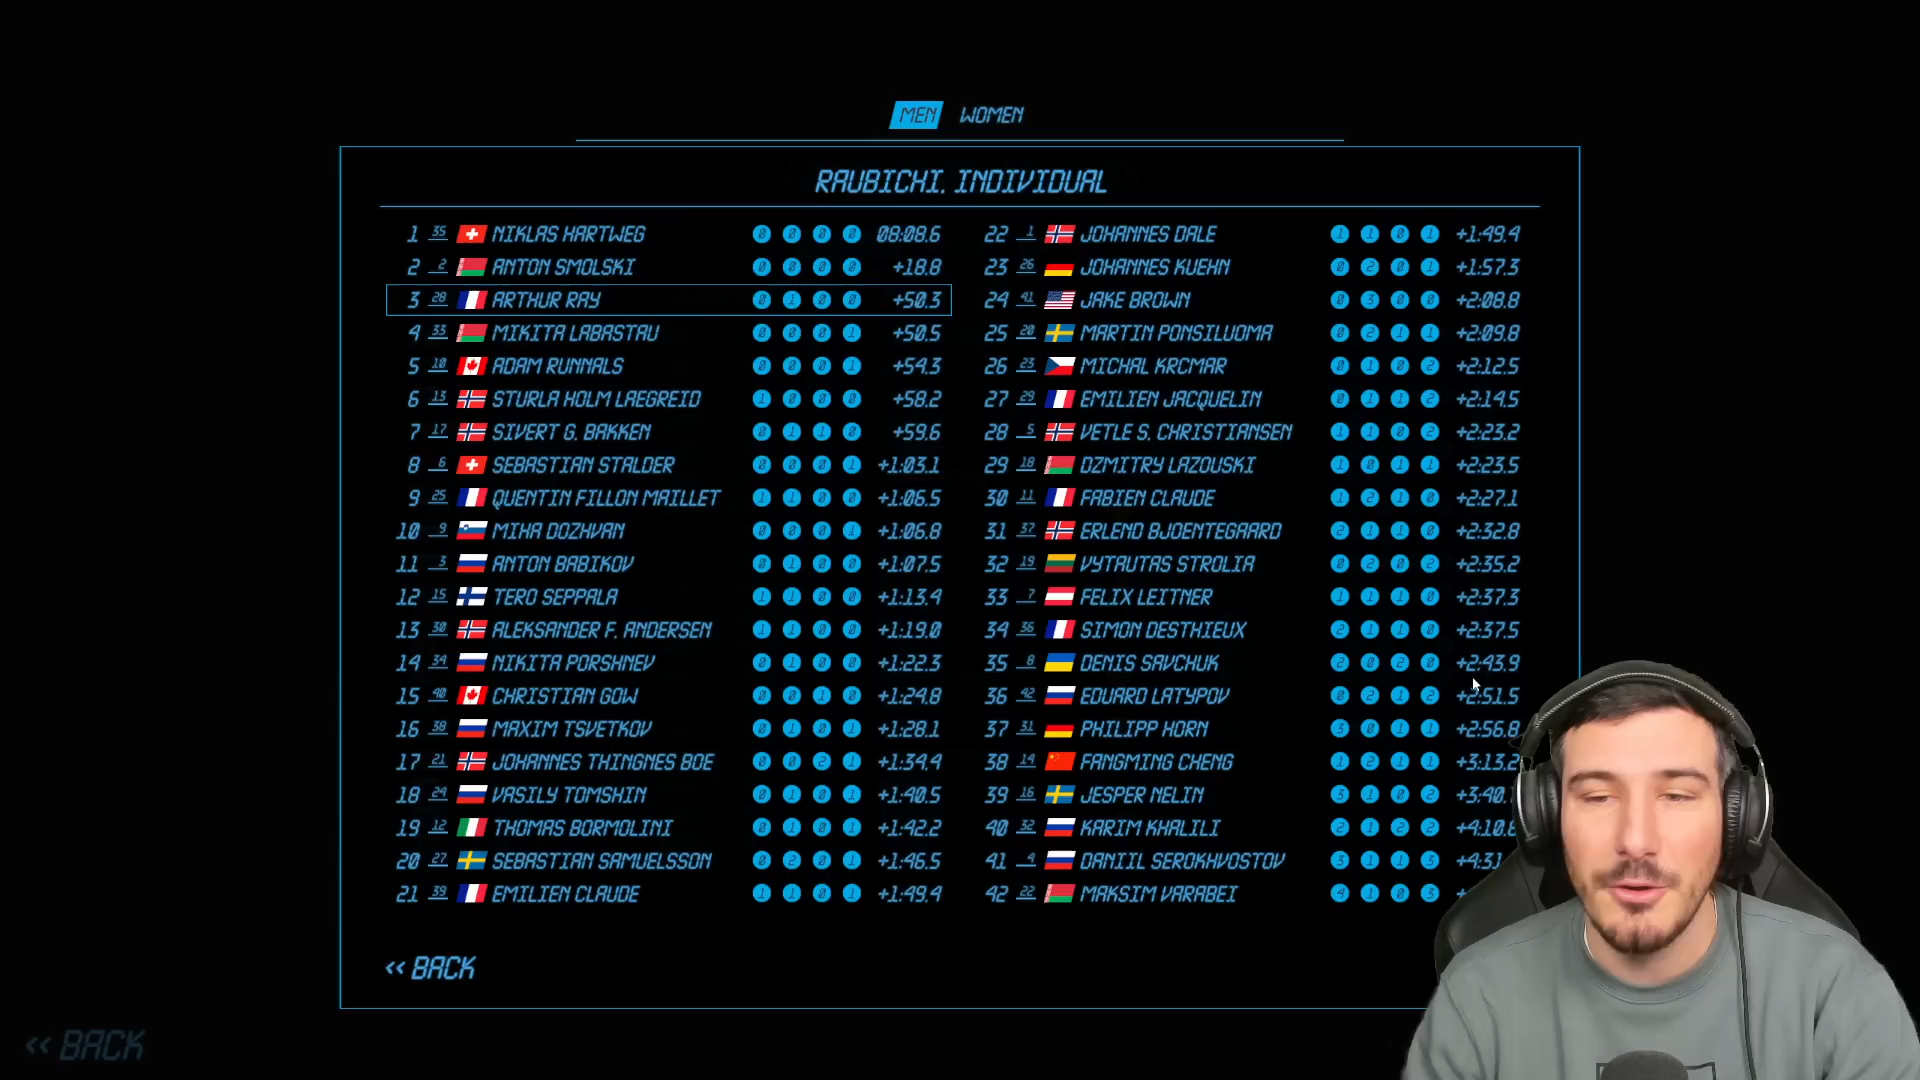 MEN WOMEN
RAUBICHI. INDIVIDUAL
1 35 NIKLAS HARTWEG 0 0 0 0 08:08.6
2 2 ANTON SMOLSKI 0 0 0 0 +18.8
3 28 ARTHUR RAY 0 1 0 0 +50.3
4 33 MIKITA LABASTAU 0 0 0 1 +50.5
5 10 ADAM RUNNALS 0 0 0 1 +54.3
6 13 STURLA HOLM LAEGREID 1 0 0 0 +58.2
7 17 SIVERT G. BAKKEN 0 1 1 0 +59.6
8 6 SEBASTIAN STALDER 0 0 0 1 +1:03.1
9 25 QUENTIN FILLON MAILLET 1 1 0 0 +1:06.5
10 9 MIHA DOZHVAN 0 0 0 1 +1:06.8
11 3 ANTON BABIKOV 0 1 0 0 +1:07.5
12 15 TERO SEPPALA 1 1 0 0 +1:13.4
13 30 ALEKSANDER F. ANDERSEN 1 1 0 0 +1:19.0
14 34 NIKITA PORSHNEV 0 1 0 0 +1:22.3
15 40 CHRISTIAN GOW 0 0 1 0 +1:24.8
16 38 MAXIM TSVETKOV 0 1 0 1 +1:28.1
17 21 JOHANNES THINGNES BOE 0 0 2 1 +1:34.4
18 24 VASILY TOMSHIN 0 1 0 1 +1:40.5
19 12 THOMAS BORMOLINI 0 1 0 1 +1:42.2
20 27 SEBASTIAN SAMUELSSON 0 2 0 1 +1:46.5
21 39 EMILIEN CLAUDE 1 1 0 1 +1:49.4
22 1 JOHANNES DALE 1 1 0 1 +1:49.4
23 26 JOHANNES KUEHN 0 2 0 1 +1:57.3
24 41 JAKE BROWN 0 3 0 0 +2:08.8
25 20 MARTIN PONSILUOMA 0 2 1 1 +2:09.8
26 23 MICHAL KRCMAR 0 1 0 2 +2:12.5
27 29 EMILIEN JACQUELIN 0 1 1 2 +2:14.5
28 5 VETLE S. CHRISTIANSEN 1 1 0 2 +2:23.2
29 18 DZMITRY LAZOUSKI 1 0 1 1 +2:23.5
30 11 FABIEN CLAUDE 1 2 1 0 +2:27.1
31 37 ERLEND BJOENTEGAARD 2 1 1 0 +2:32.8
32 19 VYTAUTAS STROLIA 0 2 0 2 +2:35.2
33 7 FELIX LEITNER 1 1 1 0 +2:37.3
34 36 SIMON DESTHIEUX 2 1 1 0 +2:37.5
35 8 DENIS SAVCHUK 2 0 2 0 +2:43.9
36 42 EDUARD LATYPOV 0 2 1 2 +2:51.5
37 31 PHILIPP HORN 3 0 1 1 +2:56.8
38 14 FANGMING CHENG 1 2 1 1 +3:13.2
39 16 JESPER NELIN 3 1 0 2 +3:40.
40 32 KARIM KHALILI 2 1 2 2 +4:10.8
41 4 DANIIL SEROKHVOSTOV 3 1 1 3 +4:31
42 22 MAKSIM VARABEI 4 1 0 3 +
<< BACK
<< BACK